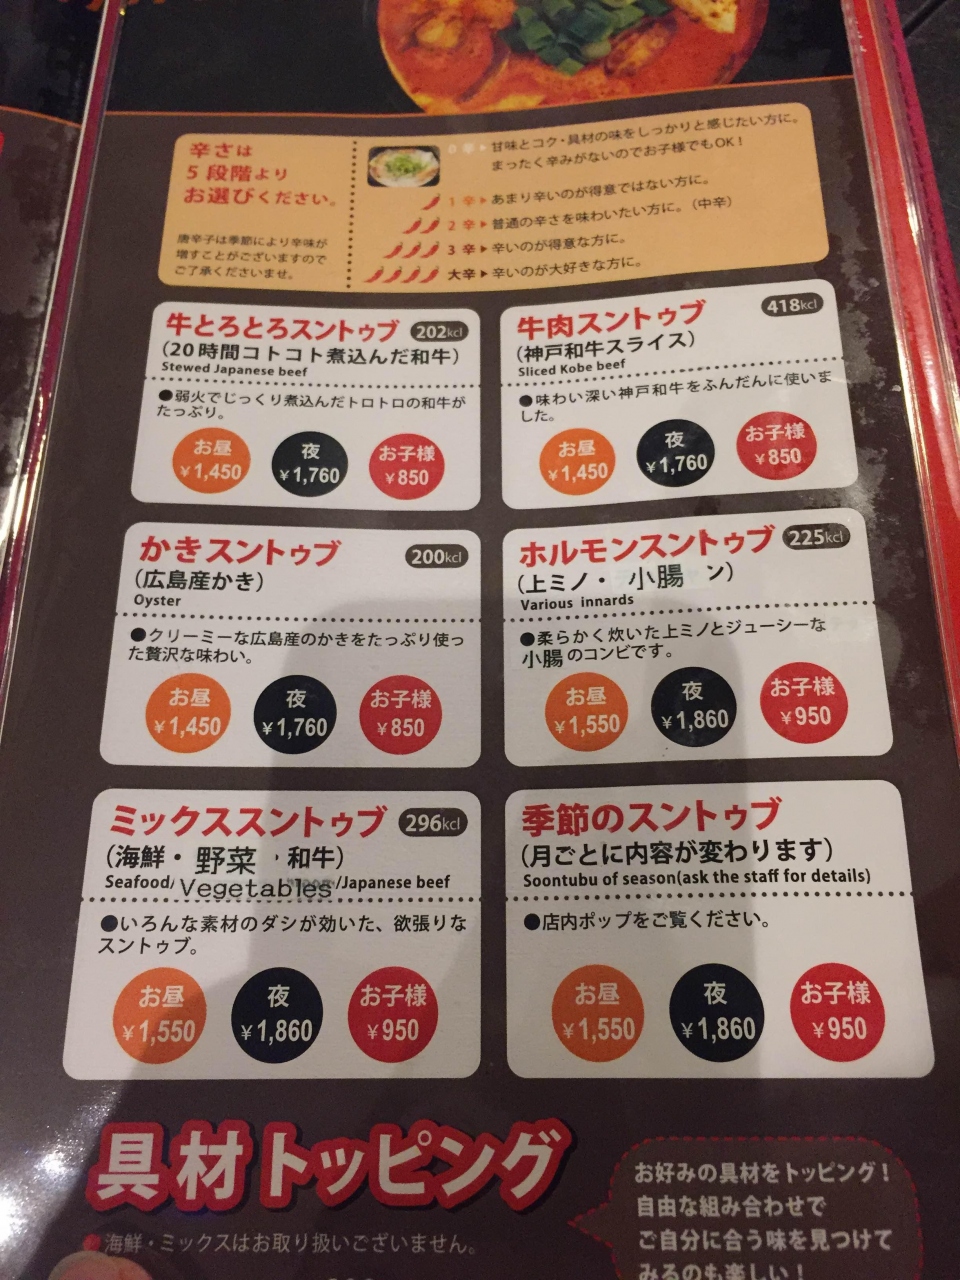 辛さは
5段階より
お選びください。
唐辛子は季節により辛味が
増すことがございますので
ご了承くださいませ。
0辛▶甘味とコク・具材の味をしっかりと感じたい方に。
まったく辛みがないのでお子様でもOK!
1辛▶あまり辛いのが得意ではない方に。
2辛▶普通の辛さを味わいたい方に。(中辛)
3辛▶辛いのが得意な方に。
大辛▶辛いのが大好きな方に。
牛とろとろスントゥブ 202kcl
(20時間コトコト煮込んだ和牛)
Stewed Japanese beef
●弱火でじっくり煮込んだトロトロの和牛が
たっぷり。
お昼 ¥1,450
夜 ¥1,760
お子様 ¥850
牛肉スントゥブ 418kcl
(神戸和牛スライス)
Sliced Kobe beef
●味わい深い神戸和牛をふんだんに使いま
した。
お昼 ¥1,450
夜 ¥1,760
お子様 ¥850
かきスントゥブ 200kcl
(広島産かき)
Oyster
●クリーミーな広島産のかきをたっぷり使っ
た贅沢な味わい。
お昼 ¥1,450
夜 ¥1,760
お子様 ¥850
ホルモンスントゥブ 225kcl
(上ミノ・小腸 ン)
Various innards
●柔らかく炊いた上ミノとジューシーな
小腸のコンビです。
お昼 ¥1,550
夜 ¥1,860
お子様 ¥950
ミックススントゥブ 296kcl
(海鮮・野菜・和牛)
Seafood/Vegetables/Japanese beef
●いろんな素材のダシが効いた、欲張りな
スントゥブ。
お昼 ¥1,550
夜 ¥1,860
お子様 ¥950
季節のスントゥブ
(月ごとに内容が変わります)
Soontubu of season(ask the staff for details)
●店内ポップをご覧ください。
お昼 ¥1,550
夜 ¥1,860
お子様 ¥950
具材トッピング
海鮮・ミックスはお取り扱いございません。
お好みの具材をトッピング!
自由な組み合わせで
ご自分に合う味を見つけて
みるのも楽しい!